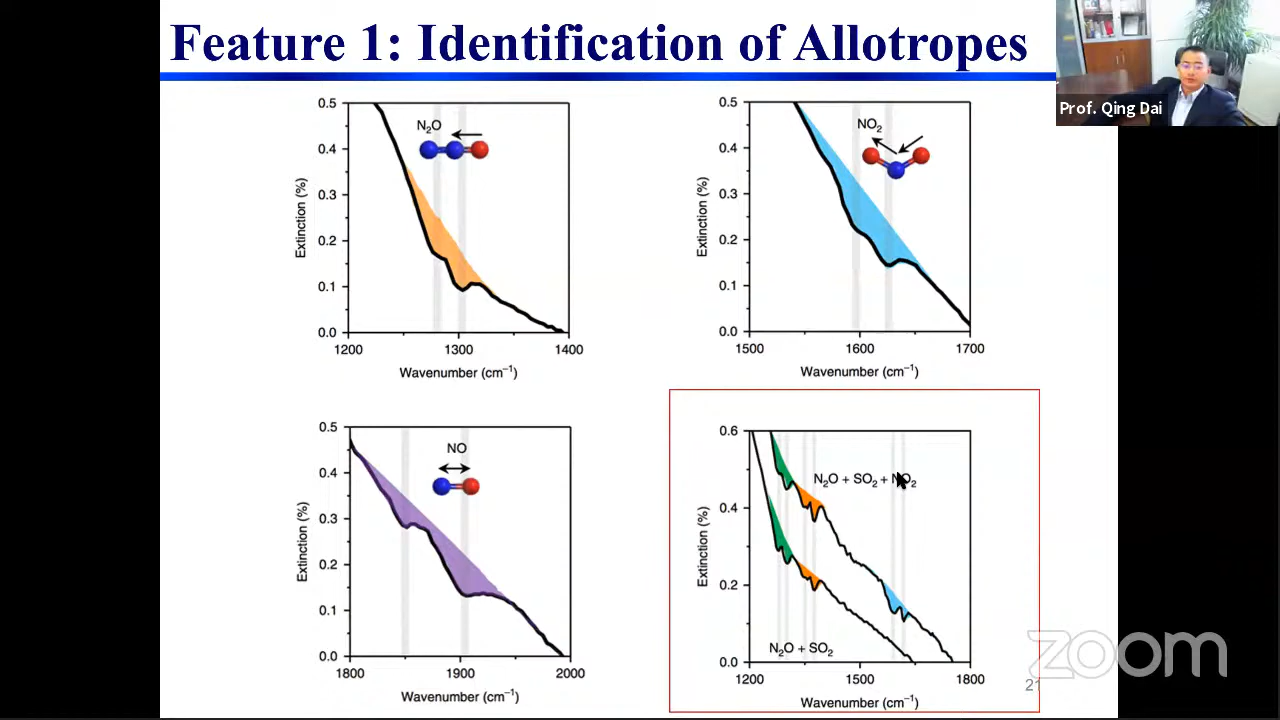 Feature 1: Identification of Allotropes
Prof. Qing Dai
0.5
0.4
0.3
0.2
0.1
0.0
Extinction (%)
N₂O
1200
1300
1400
Wavenumber (cm⁻¹)
0.5
0.4
0.3
0.2
0.1
0.0
Extinction (%)
NO₂
1500
1600
1700
Wavenumber (cm⁻¹)
0.5
0.4
0.3
0.2
0.1
0.0
Extinction (%)
NO
1800
1900
2000
Wavenumber (cm⁻¹)
0.6
0.4
0.2
0.0
Extinction (%)
N₂O + SO₂ + NO₂
N₂O + SO₂
1200
1500
1800
Wavenumber (cm⁻¹)
21
zoom